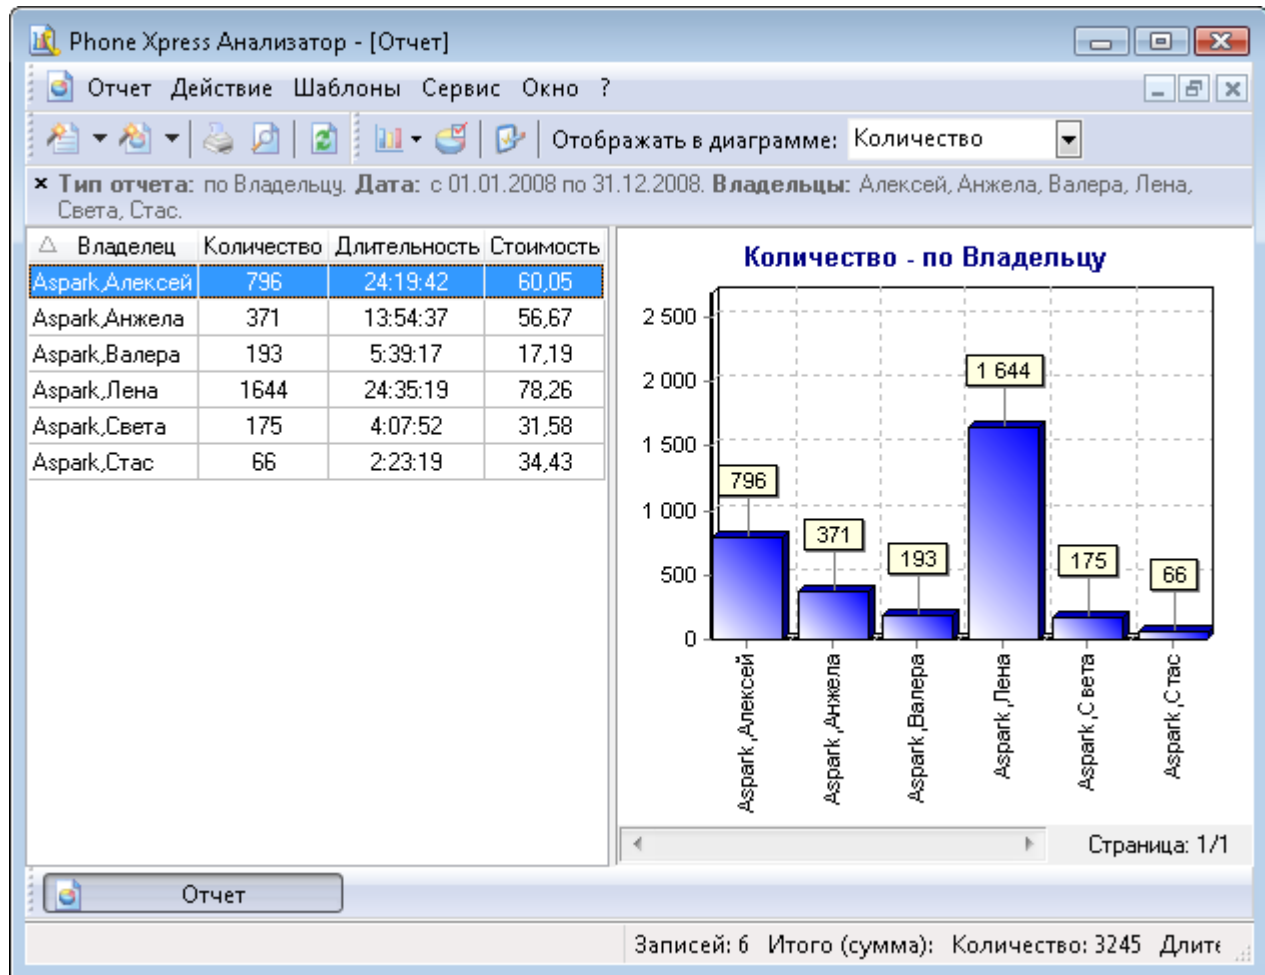 Phone Xpress Анализатор - [Отчет]
Отчет Действие Шаблоны Сервис Окно ?
Отображать в диаграмме: Количество
× Тип отчета: по Владельцу. Дата: с 01.01.2008 по 31.12.2008. Владельцы: Алексей, Анжела, Валера, Лена,
Света, Стас.
Владелец Количество Длительность Стоимость
Aspark,Алексей 796 24:19:42 60,05
Aspark,Анжела 371 13:54:37 56,67
Aspark,Валера 193 5:39:17 17,19
Aspark,Лена 1644 24:35:19 78,26
Aspark,Света 175 4:07:52 31,58
Aspark,Стас 66 2:23:19 34,43
Количество - по Владельцу
2 500
2 000
1 500
1 000
500
0
796
371
193
1 644
175
66
Aspark,Алексей
Aspark,Анжела
Aspark,Валера
Aspark,Лена
Aspark,Света
Aspark,Стас
Страница: 1/1
Отчет
Записей: 6 Итого (сумма): Количество: 3245 Длите